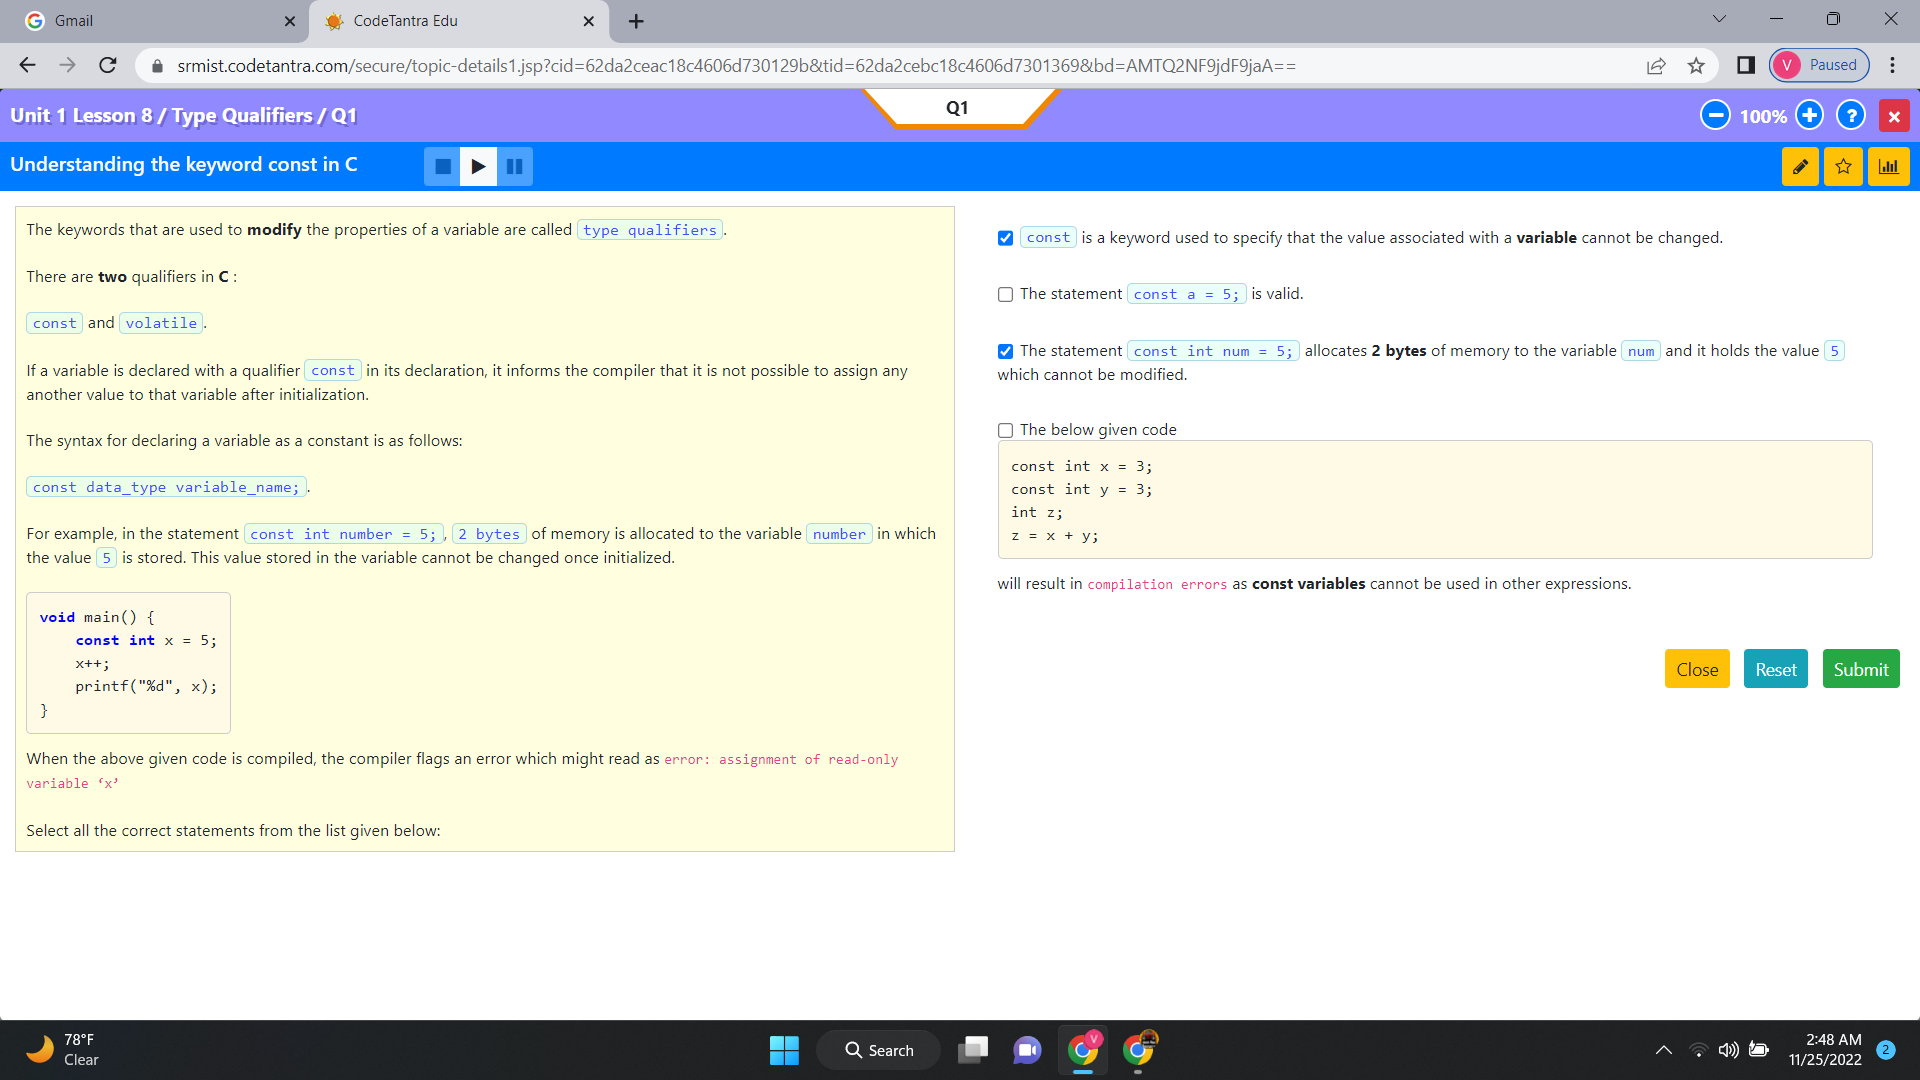 Gmail
CodeTantra Edu
srmist.codetantra.com/secure/topic-details1.jsp?cid=62da2ceac18c4606d730129b&tid=62da2cebc18c4606d7301369&bd=AMTQ2NF9jdF9jaA==
V Paused
Unit 1 Lesson 8 / Type Qualifiers / Q1
Q1
100%
?
Understanding the keyword const in C
The keywords that are used to modify the properties of a variable are called type qualifiers.
There are two qualifiers in C :
const and volatile.
If a variable is declared with a qualifier const in its declaration, it informs the compiler that it is not possible to assign any
another value to that variable after initialization.
The syntax for declaring a variable as a constant is as follows:
const data_type variable_name;.
For example, in the statement const int number = 5;, 2 bytes of memory is allocated to the variable number in which
the value 5 is stored. This value stored in the variable cannot be changed once initialized.
void main() {
const int x = 5;
x++;
printf("%d", x);
}
When the above given code is compiled, the compiler flags an error which might read as error: assignment of read-only
variable ‘x’
Select all the correct statements from the list given below:
const is a keyword used to specify that the value associated with a variable cannot be changed.
The statement const a = 5; is valid.
The statement const int num = 5; allocates 2 bytes of memory to the variable num and it holds the value 5
which cannot be modified.
The below given code
const int x = 3;
const int y = 3;
int z;
z = x + y;
will result in compilation errors as const variables cannot be used in other expressions.
Close
Reset
Submit
78°F
Clear
Search
V
2:48 AM
11/25/2022
2